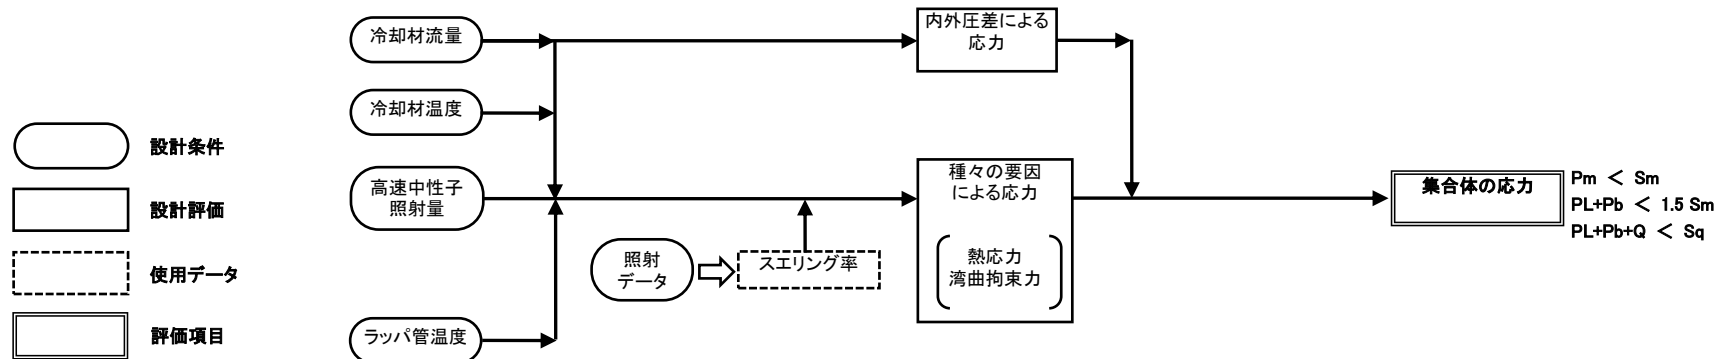 冷却材流量
冷却材温度
高速中性子
照射量
ラッパ管温度
照射
データ
スエリング率
内外圧差による
応力
種々の要因
による応力
熱応力
湾曲拘束力
集合体の応力
Pm ＜ Sm
PL+Pb ＜ 1.5 Sm
PL+Pb+Q ＜ Sq
設計条件
設計評価
使用データ
評価項目